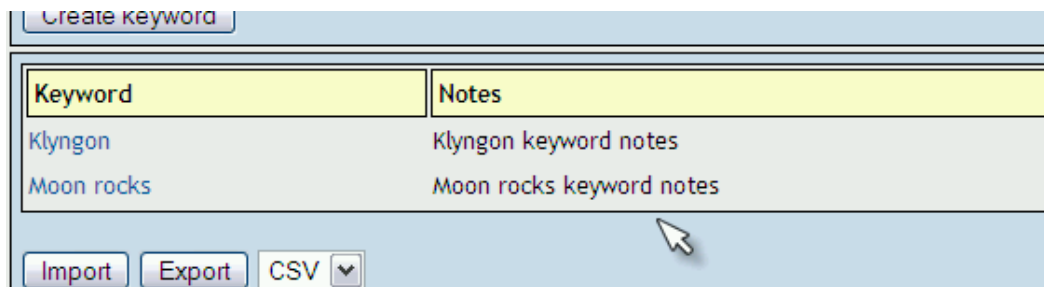 Create keyword
Keyword Notes
Klyngon Klyngon keyword notes
Moon rocks Moon rocks keyword notes
Import Export CSV